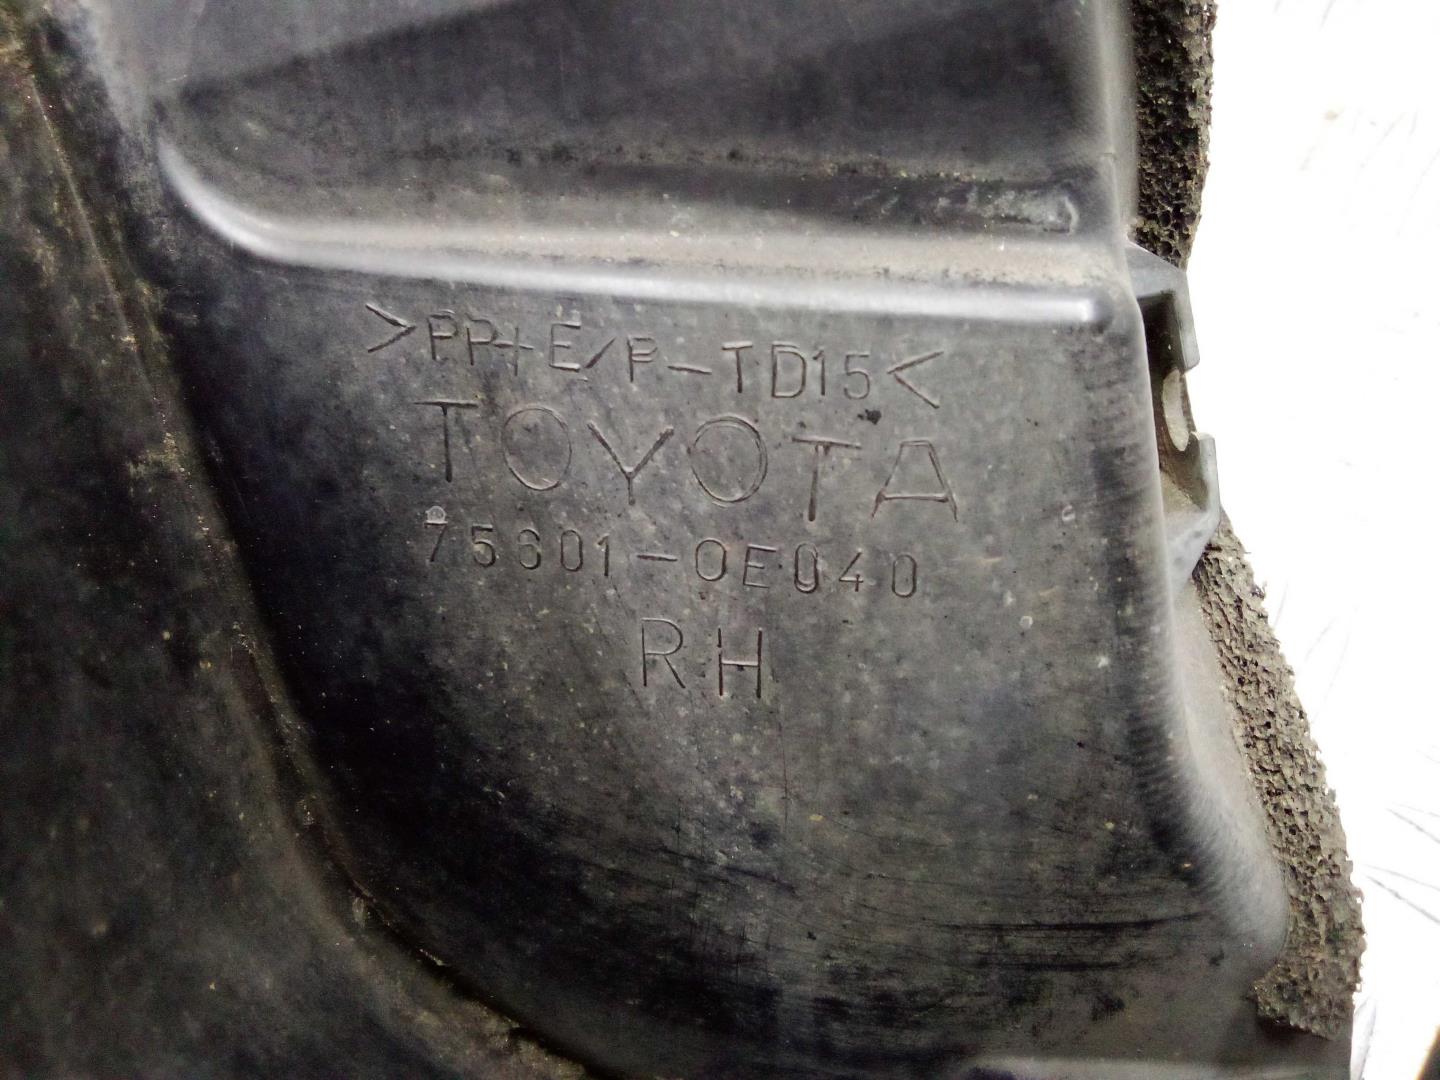 >PP+E/P-TD15<
TOYOTA
75601-0E040
RH